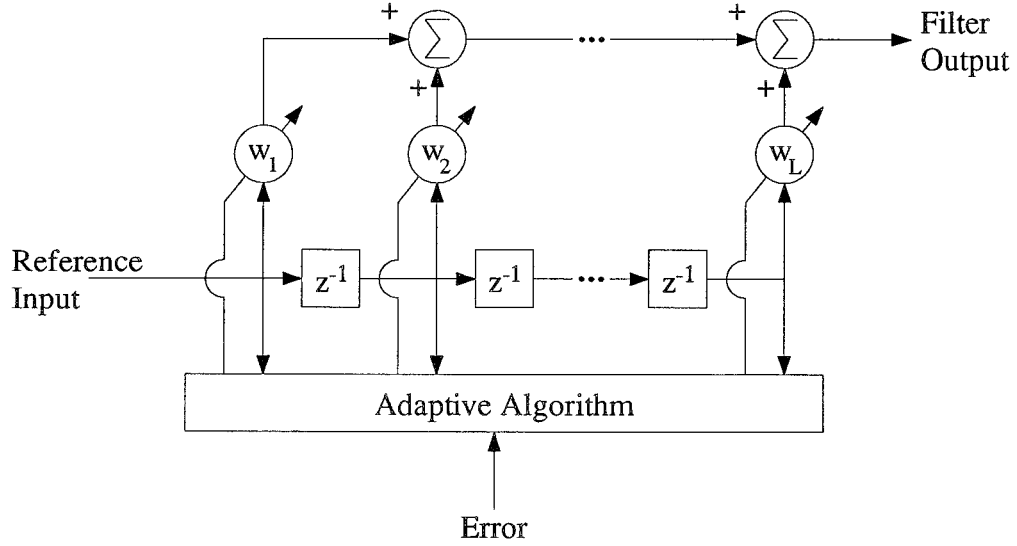 + Σ ... + Σ Filter
Output
+ +
w1 w2 wL
Reference
Input
z-1 z-1 ... z-1
Adaptive Algorithm
Error